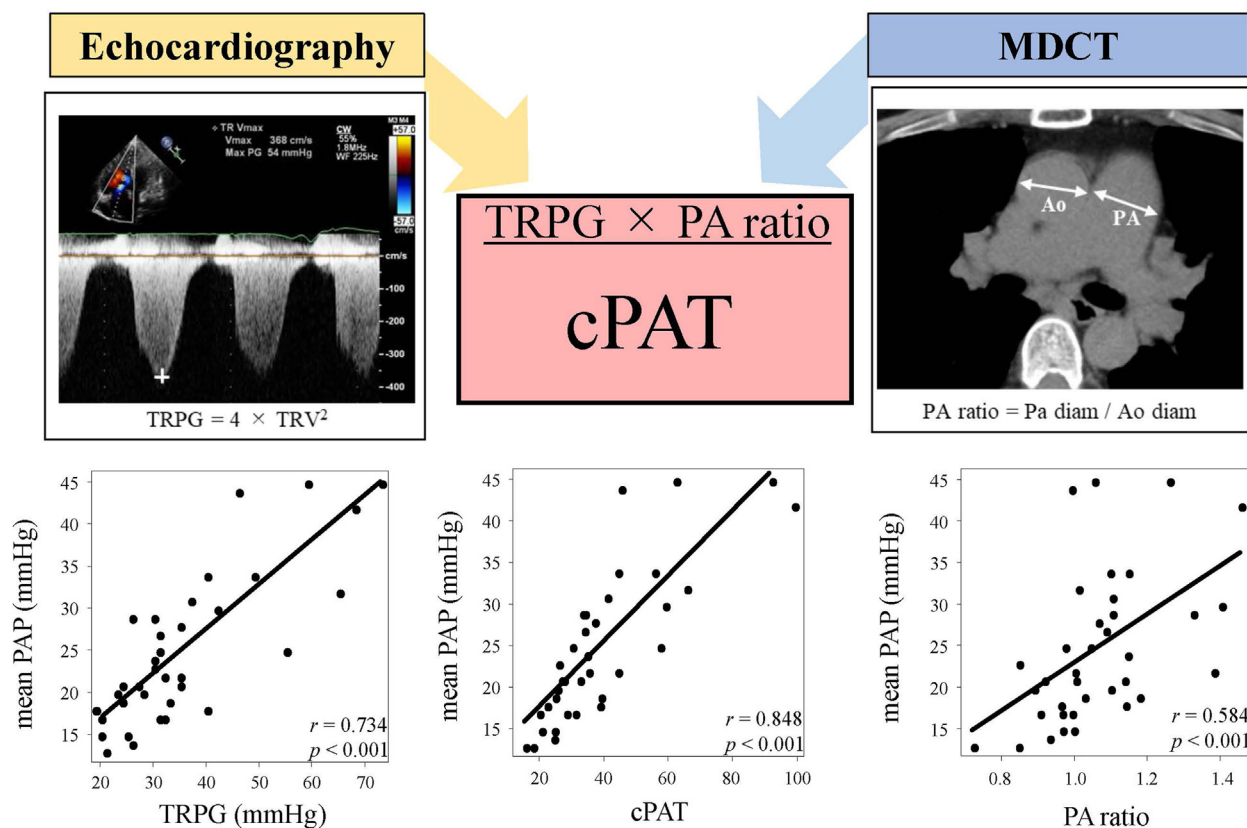 Echocardiography
MDCT
TR Vmax
Vmax 368 cm/s
Max PG 54 mmHg
CW
55%
1.8MHz
WF 225Hz
M3 M4
+57.0
-57.0
cm/s
cm/s
-100
-200
-300
-400
TRPG = 4 × TRV²
TRPG × PA ratio
cPAT
Ao
PA
PA ratio = Pa diam / Ao diam
mean PAP (mmHg)
45
40
35
30
25
20
15
r = 0.734
p < 0.001
20 30 40 50 60 70
TRPG (mmHg)
mean PAP (mmHg)
45
40
35
30
25
20
15
r = 0.848
p < 0.001
20 40 60 80 100
cPAT
mean PAP (mmHg)
45
40
35
30
25
20
15
r = 0.584
p < 0.001
0.8 1.0 1.2 1.4
PA ratio